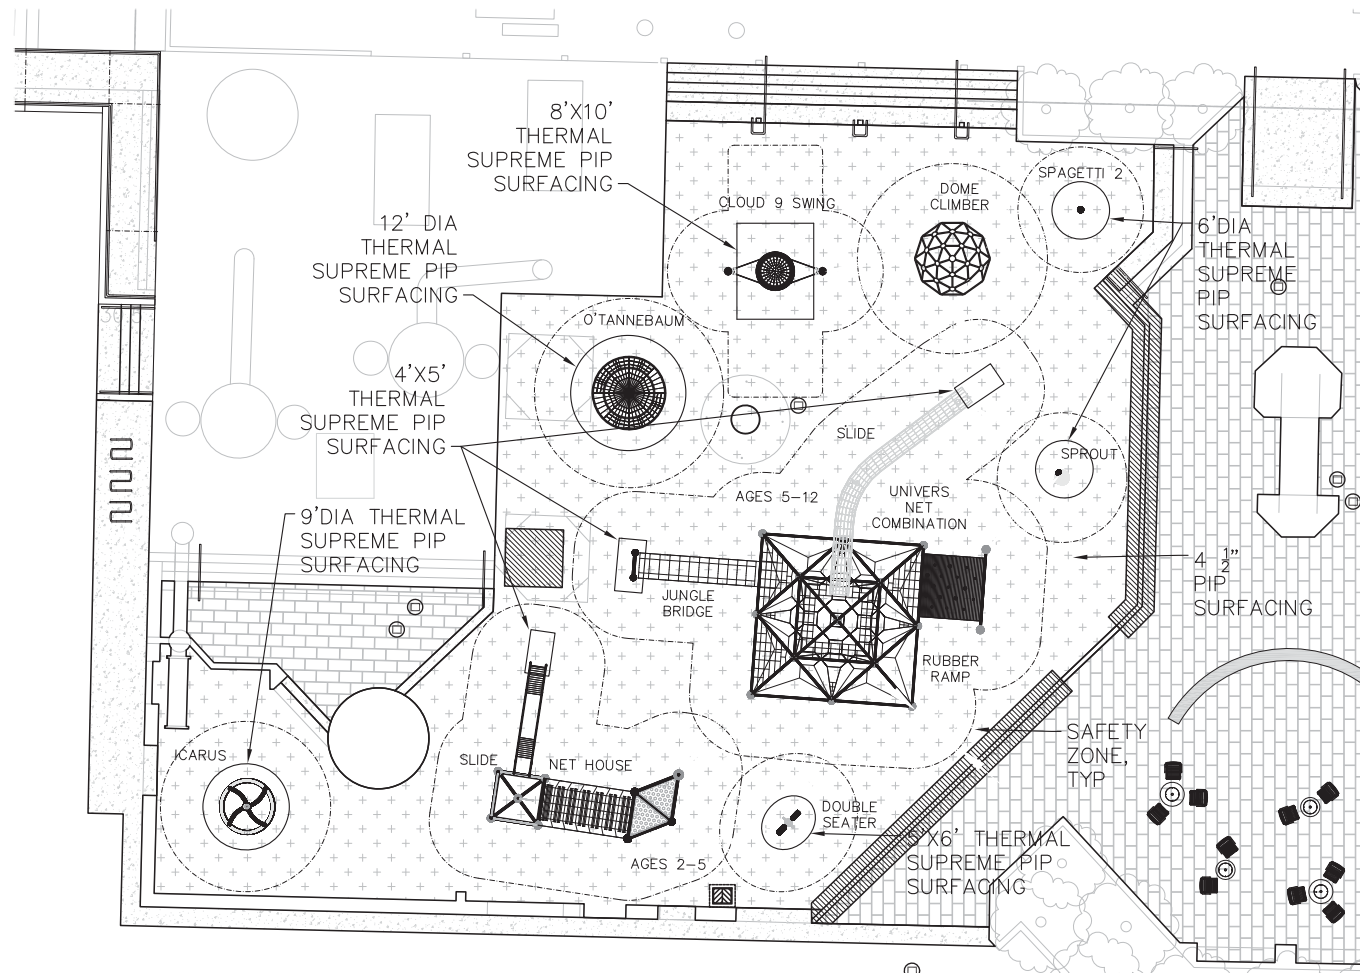 8'X10'
THERMAL
SUPREME PIP
SURFACING
12' DIA
THERMAL
SUPREME PIP
SURFACING
4'X5'
THERMAL
SUPREME PIP
SURFACING
9'DIA THERMAL
SUPREME PIP
SURFACING
CLOUD 9 SWING
DOME
CLIMBER
SPAGETTI 2
6'DIA
THERMAL
SUPREME
PIP
SURFACING
O'TANNEBAUM
SLIDE
SPROUT
AGES 5-12
UNIVERS
NET
COMBINATION
4 1/2"
PIP
SURFACING
JUNGLE
BRIDGE
RUBBER
RAMP
SAFETY
ZONE,
TYP
ICARUS
SLIDE
NET HOUSE
DOUBLE
SEATER
5'X6' THERMAL
SUPREME PIP
SURFACING
AGES 2-5